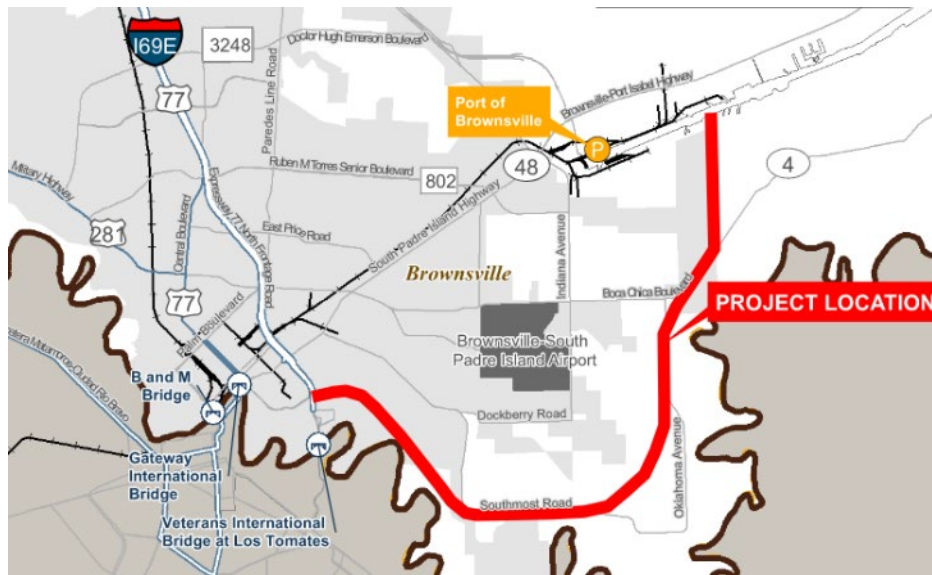 I69E
3248
Doctor Hugh Emerson Boulevard
77
Paredes Line Road
Brownsville-Port Isabel Highway
Port of
Brownsville
P
48
4
Ruben M Torres Senior Boulevard
802
Military Highway
281
Central Boulevard
Expressway 77 North Frontage Road
East Price Road
South Padre Island Highway
Indiana Avenue
Brownsville
77
Boca Chica Boulevard
PROJECT LOCATION
Palm Boulevard
Brownsville-South
Padre Island Airport
B and M
Bridge
Dockberry Road
Oklahoma Avenue
Gateway
International
Bridge
Southmost Road
Veterans International
Bridge at Los Tomates